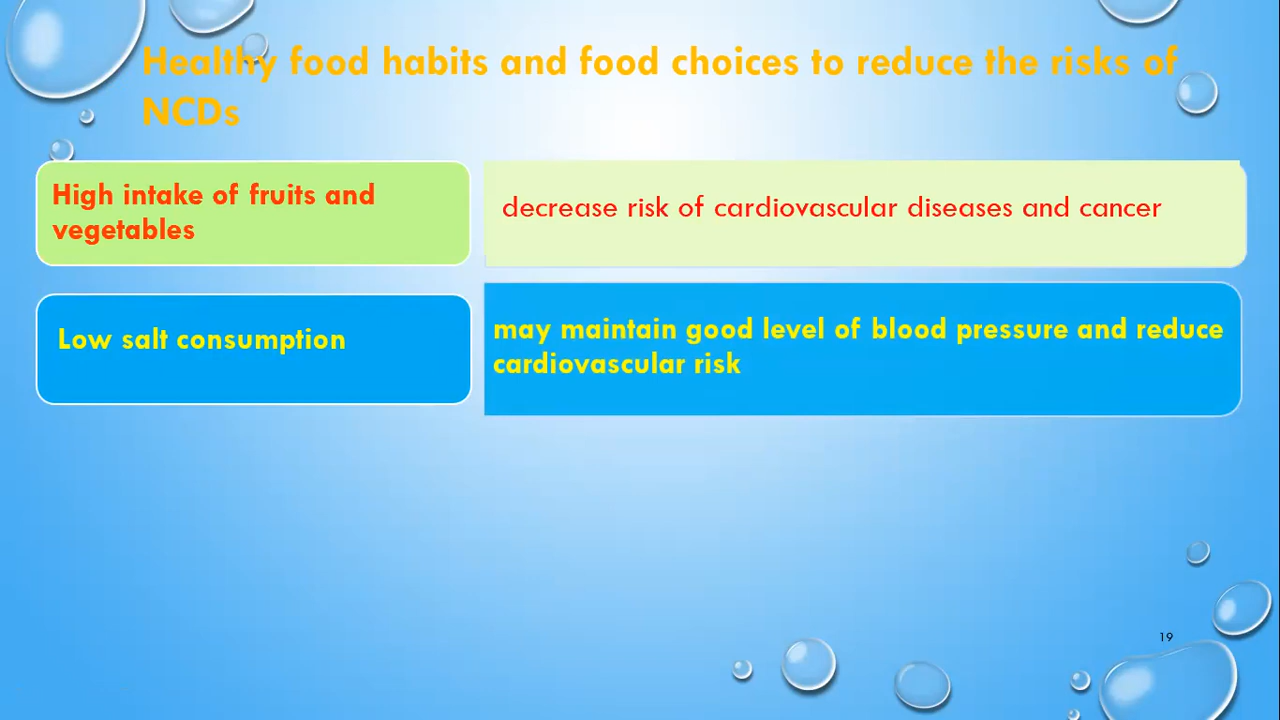 Healthy food habits and food choices to reduce the risks of
NCDs
High intake of fruits and
vegetables
decrease risk of cardiovascular diseases and cancer
Low salt consumption
may maintain good level of blood pressure and reduce
cardiovascular risk
19